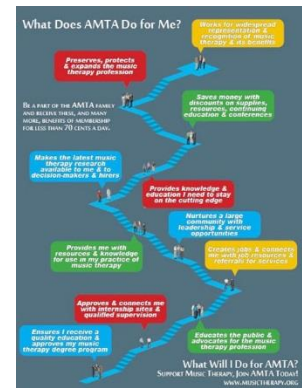 What Does AMTA Do for Me?
Works for widespread
representation &
recognition of music
therapy & its benefits
Preserves, protects
& expands the music
therapy profession
Be a part of the AMTA family
and receive these, and many
more, benefits of membership
for less than 70 cents a day.
Saves money with
discounts on supplies,
resources, continuing
education & conferences
Makes the latest music
therapy research
available to me & to
decision-makers & hirers
Provides knowledge &
education I need to stay
on the cutting edge
Nurtures a large
community with
leadership & service
opportunities
Provides me with
resources & knowledge
for use in my practice of
music therapy
Creates jobs & connects
me with job resources &
referrals for services
Approves & connects me
with internship sites &
qualified supervision
Ensures I receive a
quality education &
approves my music
therapy degree program
Educates the public &
advocates for the music
therapy profession
What Will I Do for AMTA?
Support Music Therapy, Join AMTA Today!
www.musictherapy.org